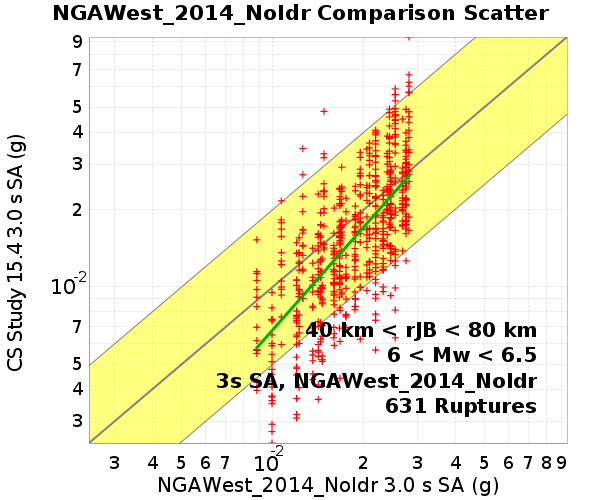 NGAWest_2014_NoIdr Comparison Scatter
CS Study 15.4 3.0 s SA (g)
9
7
5
4
3
2
10^-2
7
5
4
3
40 km < rJB < 80 km
6 < Mw < 6.5
3s SA, NGAWest_2014_NoIdr
631 Ruptures
3 4 5 6 7 10^-2 2 3 4 5 6 7 8 9
NGAWest_2014_NoIdr 3.0 s SA (g)